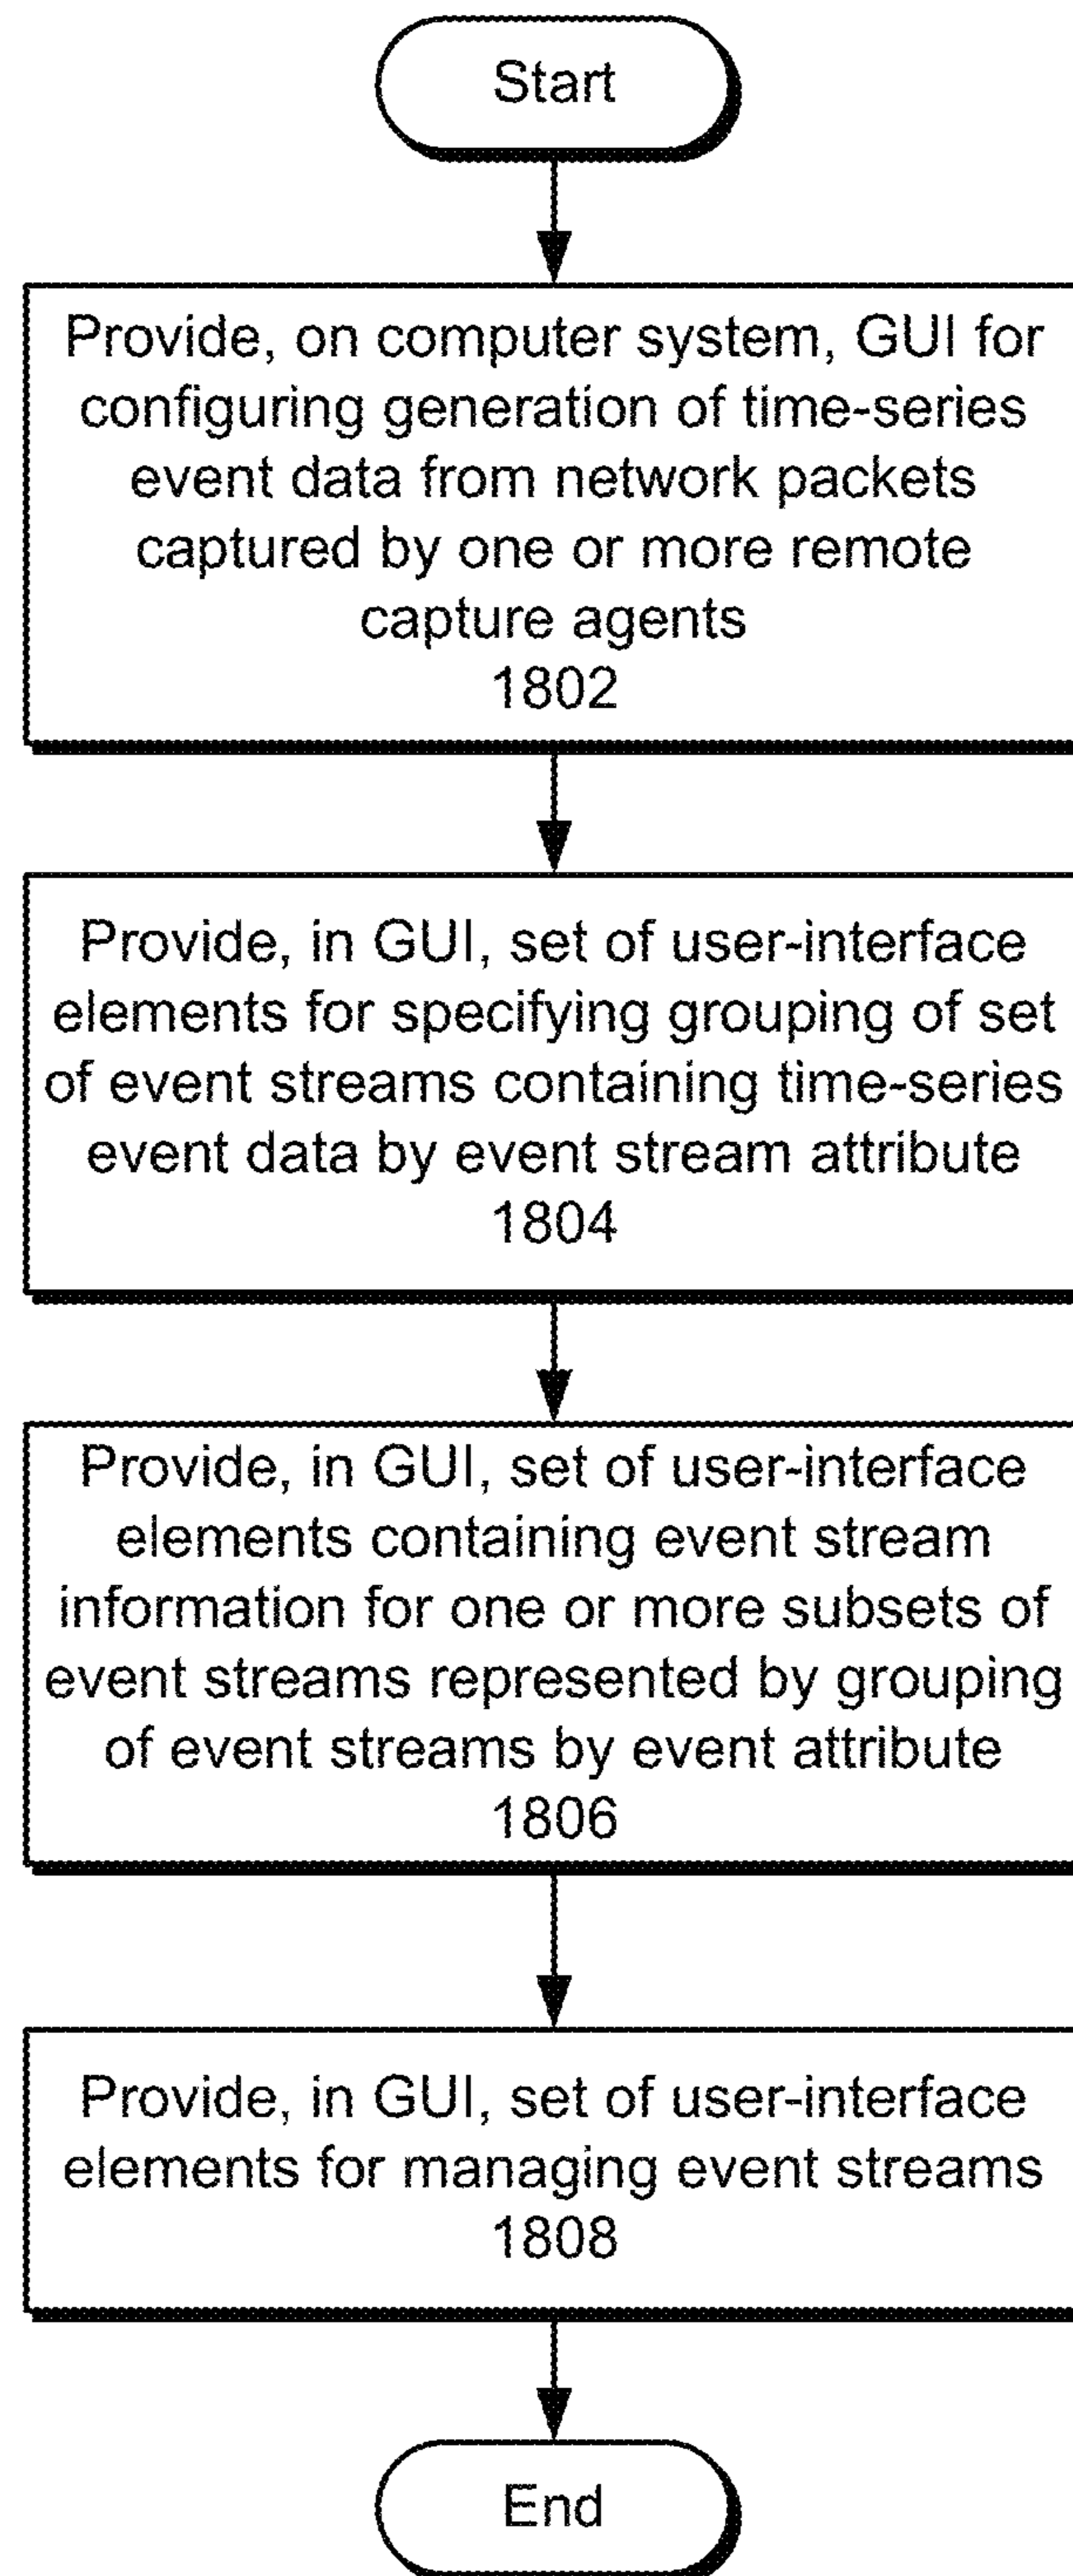 Start
Provide, on computer system, GUI for
configuring generation of time-series
event data from network packets
captured by one or more remote
capture agents
1802
Provide, in GUI, set of user-interface
elements for specifying grouping of set
of event streams containing time-series
event data by event stream attribute
1804
Provide, in GUI, set of user-interface
elements containing event stream
information for one or more subsets of
event streams represented by grouping
of event streams by event attribute
1806
Provide, in GUI, set of user-interface
elements for managing event streams
1808
End